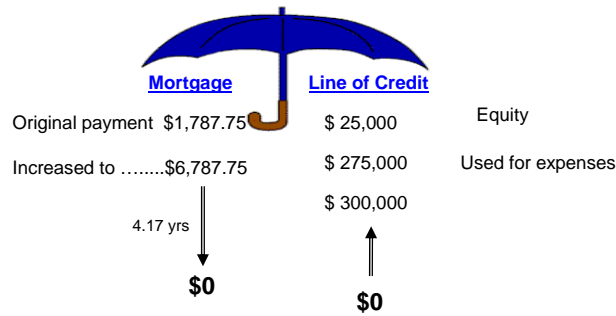 Mortgage Line of Credit
Original payment $1,787.75 $ 25,000 Equity
Increased to ........$6,787.75 $ 275,000 Used for expenses
$ 300,000
4.17 yrs
$0 $0